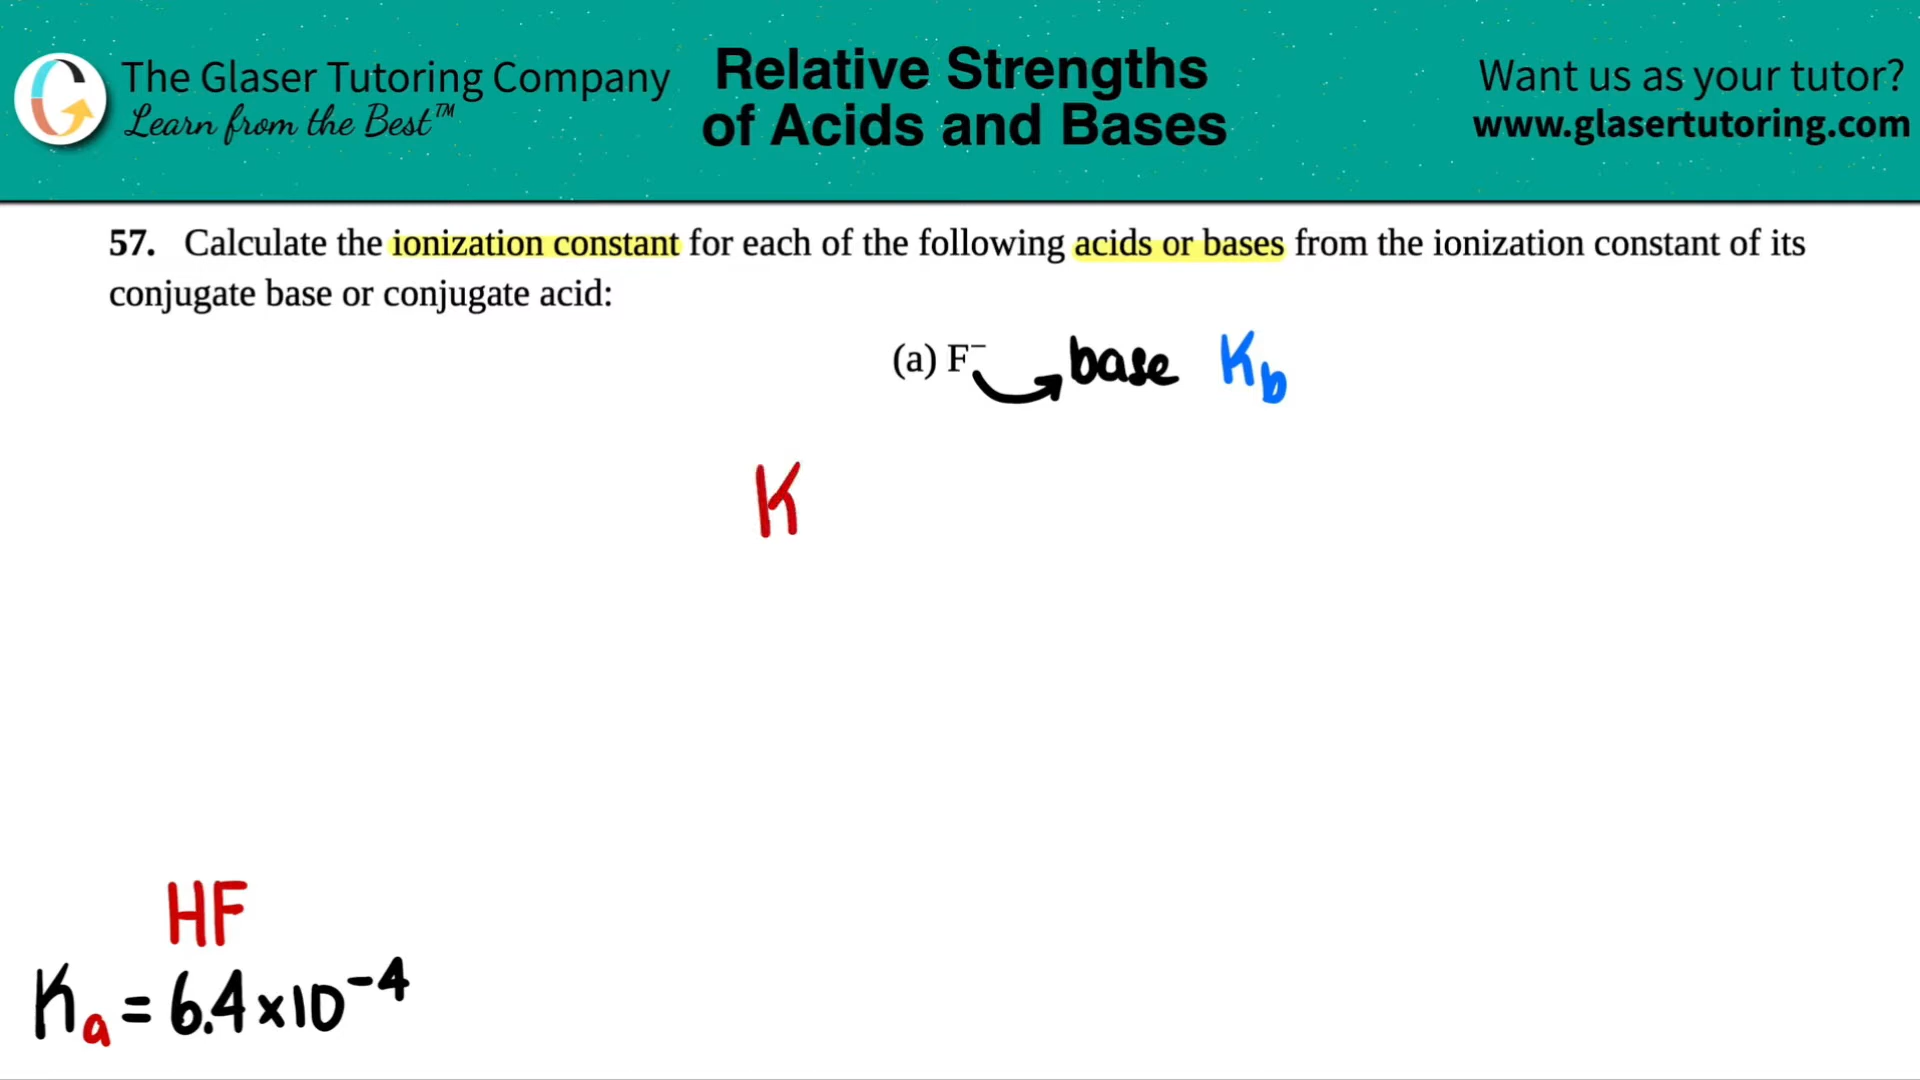 The Glaser Tutoring Company
Learn from the Best™
Relative Strengths
of Acids and Bases
Want us as your tutor?
www.glasertutoring.com
57. Calculate the ionization constant for each of the following acids or bases from the ionization constant of its
conjugate base or conjugate acid:
(a) F⁻ base K_b
K
HF
K_a = 6.4×10⁻⁴